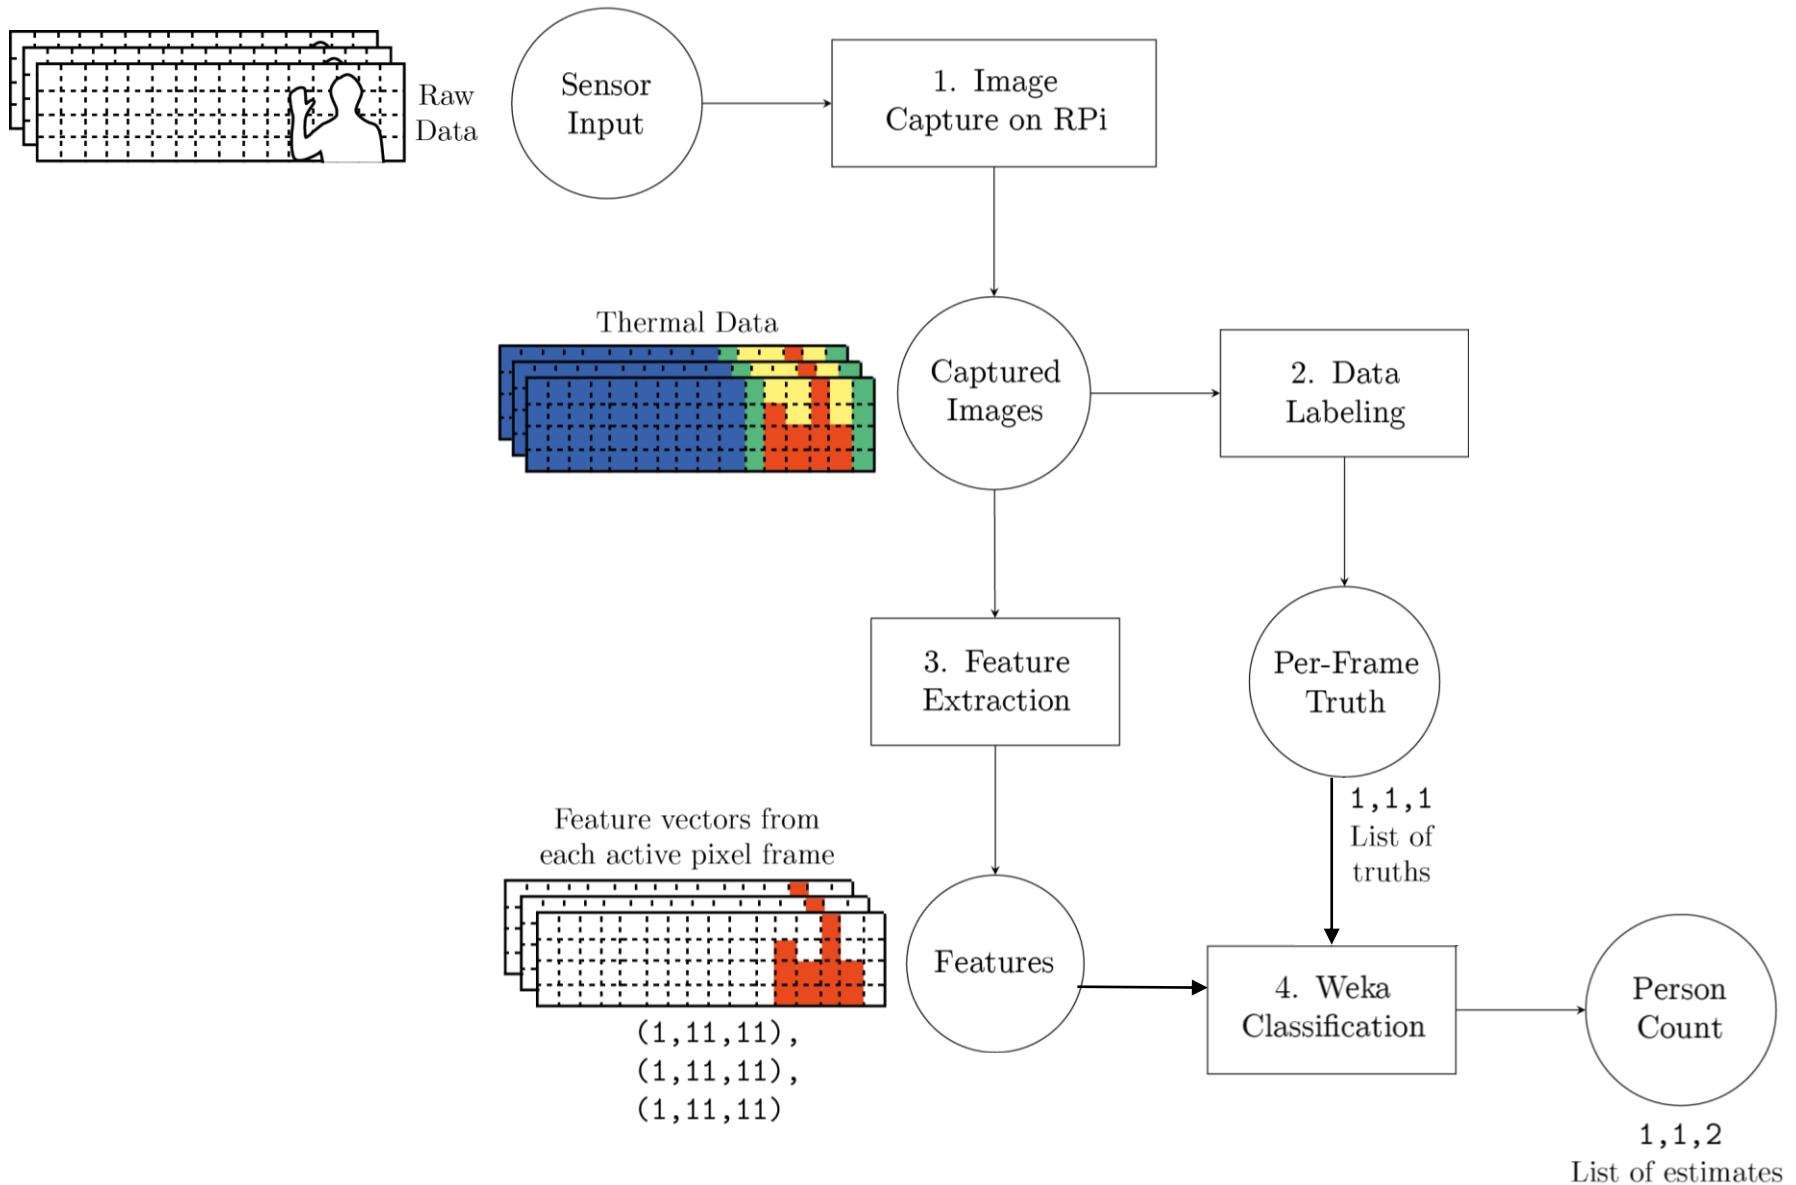 Raw
Data
Sensor
Input
1. Image
Capture on RPi
Thermal Data
Captured
Images
2. Data
Labeling
3. Feature
Extraction
Per-Frame
Truth
1,1,1
List of
truths
Feature vectors from
each active pixel frame
(1,11,11),
(1,11,11),
(1,11,11)
Features
4. Weka
Classification
Person
Count
1,1,2
List of estimates